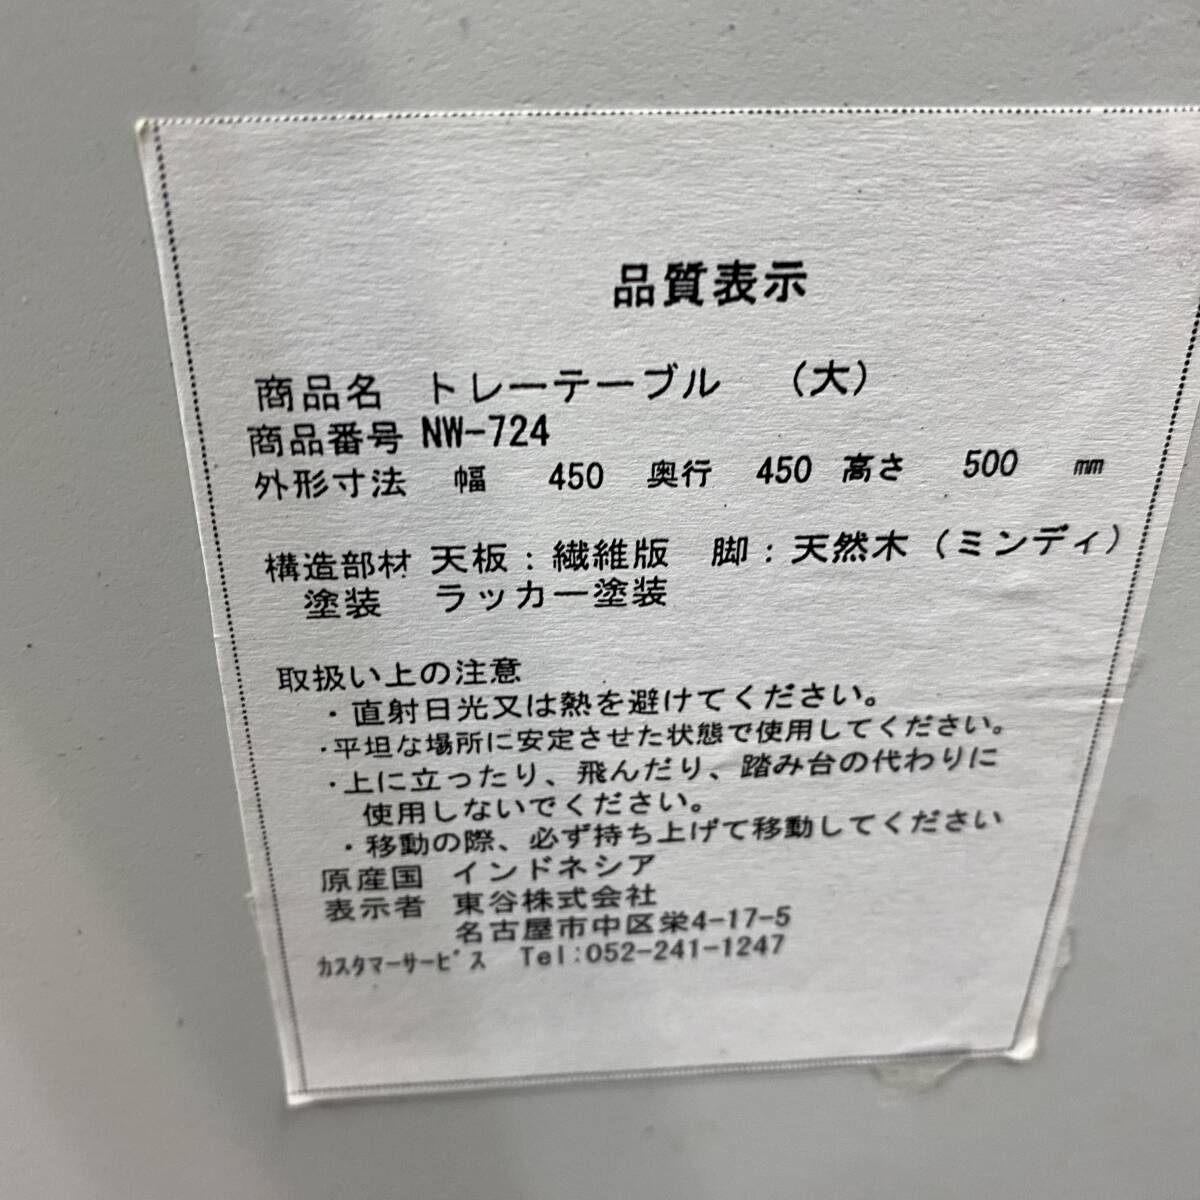 品質表示
商品名 トレーテーブル (大)
商品番号 NW-724
外形寸法 幅 450 奥行 450 高さ 500 ㎜
構造部材 天板:繊維版 脚:天然木(ミンディ)
塗装 ラッカー塗装
取扱い上の注意
・直射日光又は熱を避けてください。
・平坦な場所に安定させた状態で使用してください。
・上に立ったり、飛んだり、踏み台の代わりに
使用しないでください。
・移動の際、必ず持ち上げて移動してください
原産国 インドネシア
表示者 東谷株式会社
名古屋市中区栄4-17-5
ｶｽﾀﾏｰｻｰﾋﾞｽ Tel:052-241-1247